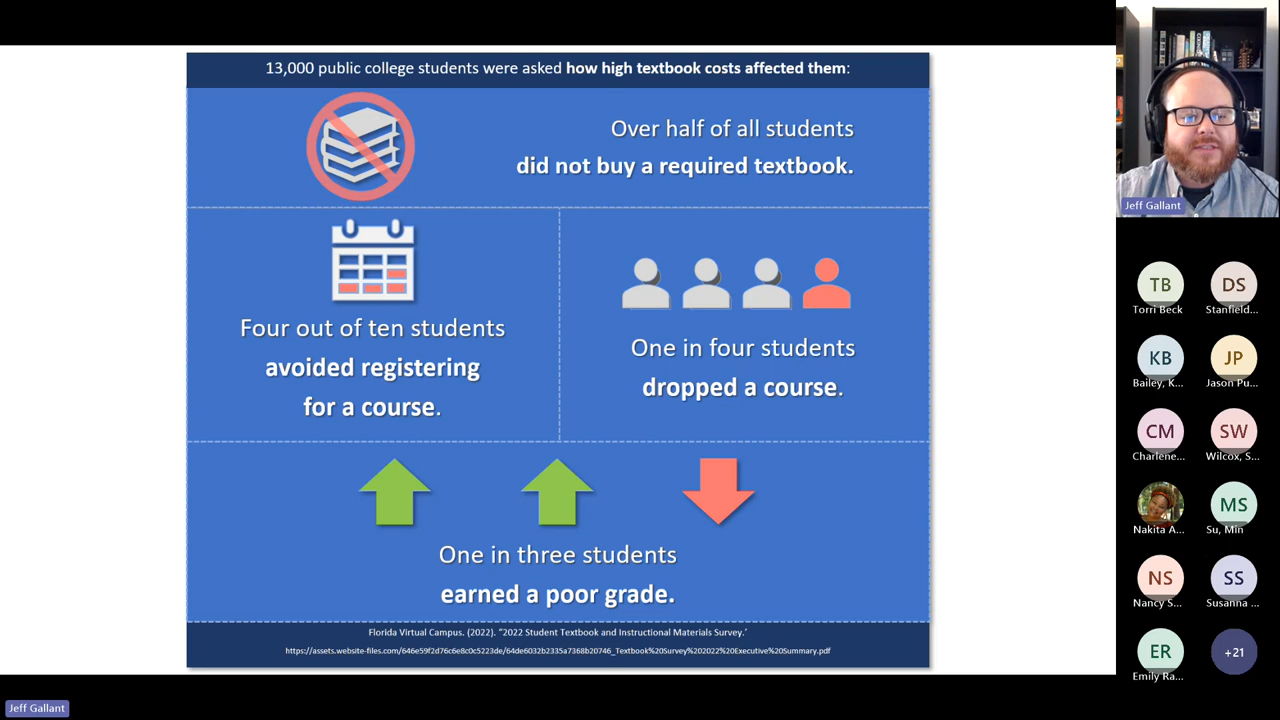 13,000 public college students were asked how high textbook costs affected them:
Over half of all students
did not buy a required textbook.
Four out of ten students
avoided registering
for a course.
One in four students
dropped a course.
One in three students
earned a poor grade.
Florida Virtual Campus. (2022). "2022 Student Textbook and Instructional Materials Survey.'
https://assets.website-files.com/646e59f2d76c6e8c0c5223de/64de6032b2335a7368b20746_Textbook%20Survey%202022%20Executive%20Summary.pdf
Jeff Gallant
TB
DS
Torri Beck
Stanfield...
KB
JP
Bailey, K...
Jason Pu...
CM
SW
Charlene...
Wilcox, S...
MS
Nakita A...
Su, Min
NS
SS
Nancy S...
Susanna ...
ER
+21
Emily Ra...
Jeff Gallant